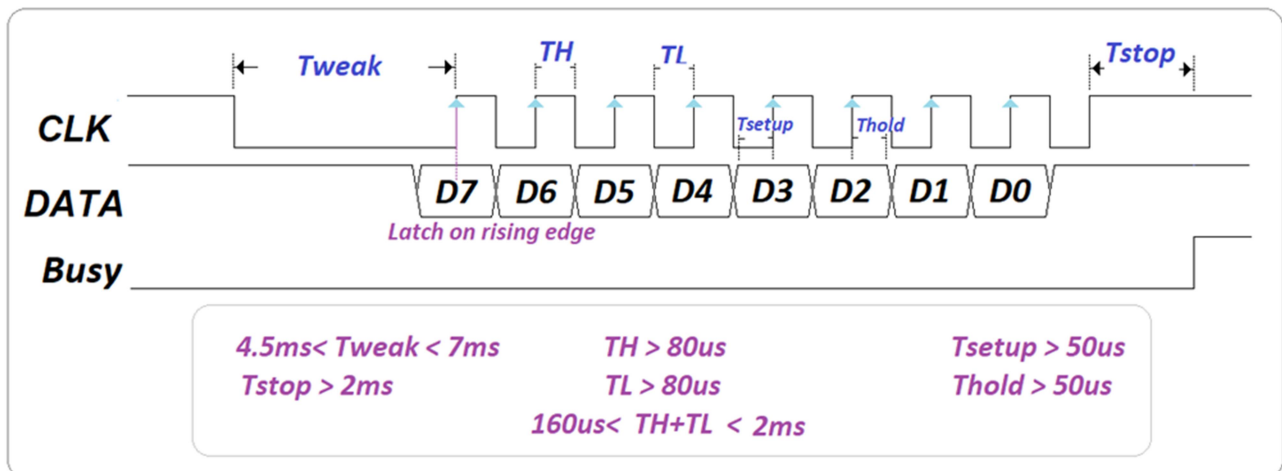 Tweak TH TL Tstop
CLK Tsetup Thold
DATA D7 D6 D5 D4 D3 D2 D1 D0
Latch on rising edge
Busy
4.5ms< Tweak < 7ms TH > 80us Tsetup > 50us
Tstop > 2ms TL > 80us Thold > 50us
160us< TH+TL < 2ms